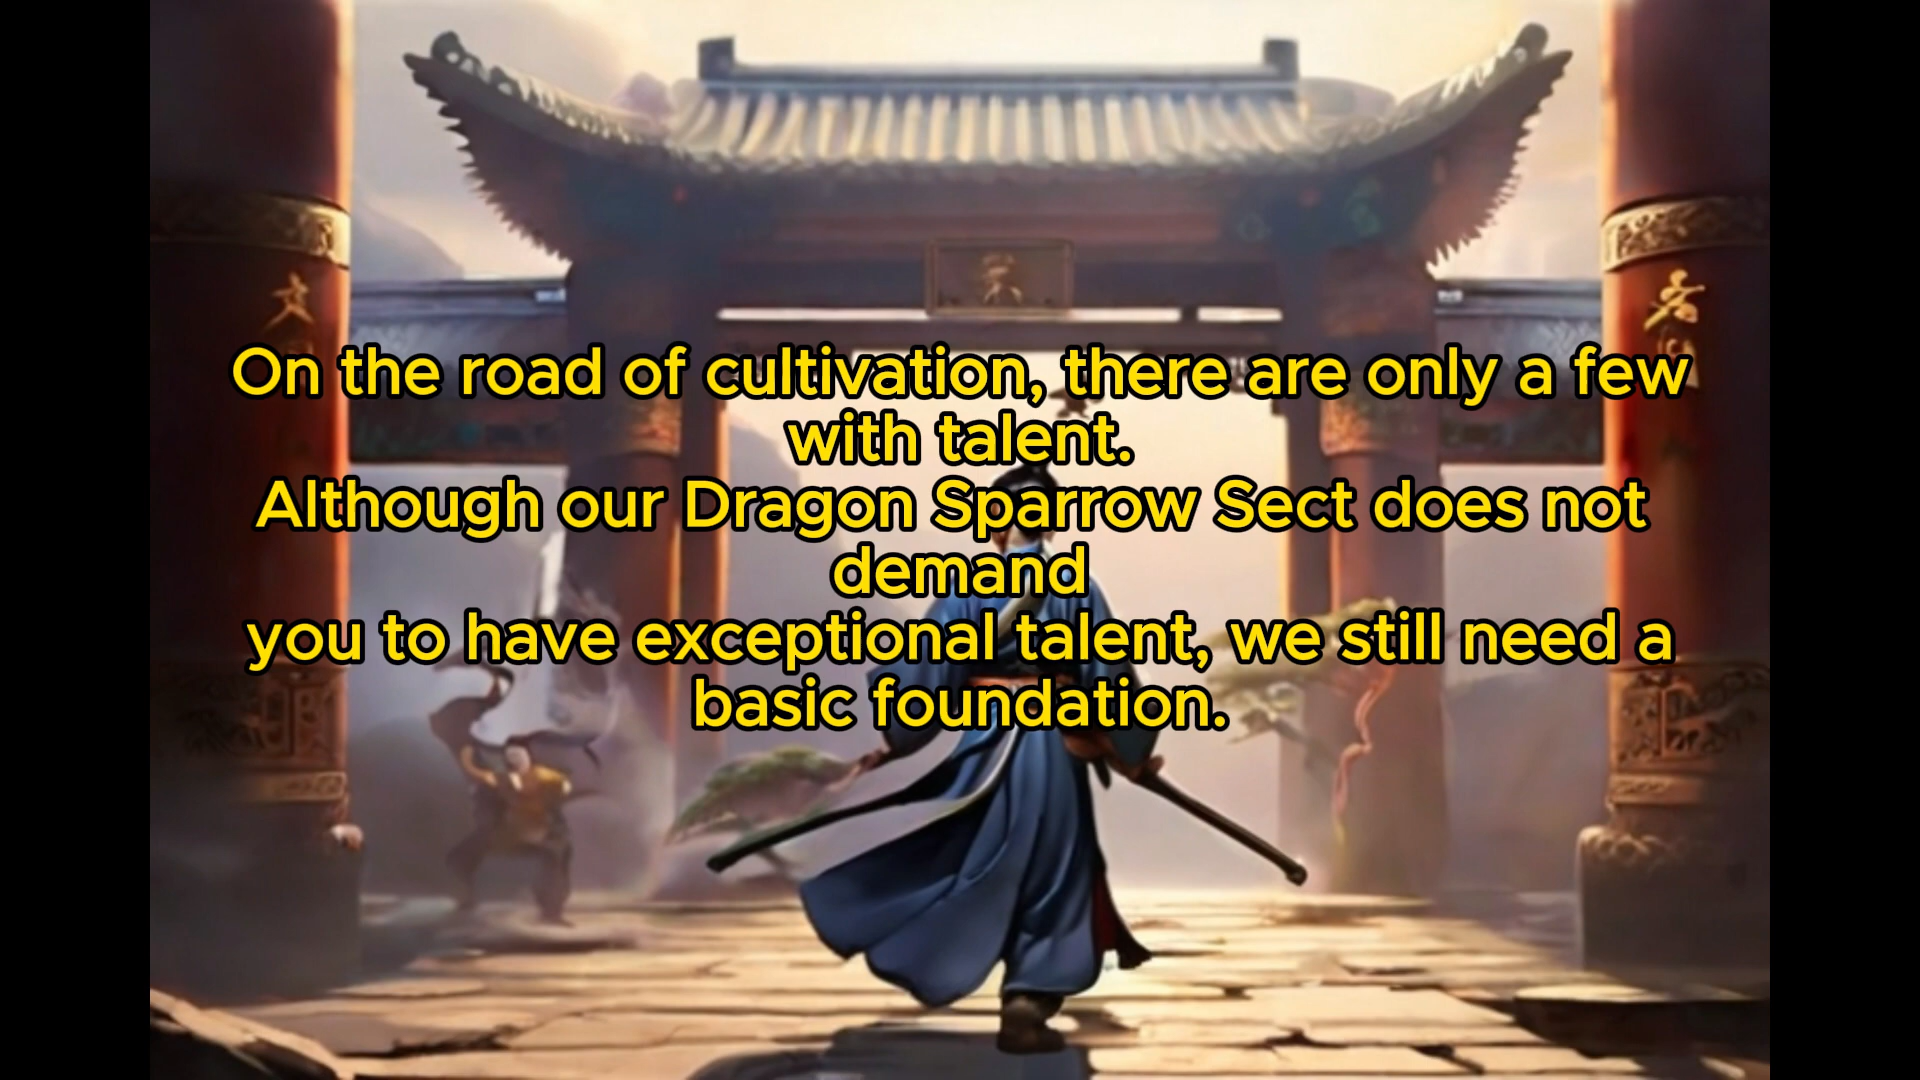 On the road of cultivation, there are only a few
with talent.
Although our Dragon Sparrow Sect does not
demand
you to have exceptional talent, we still need a
basic foundation.